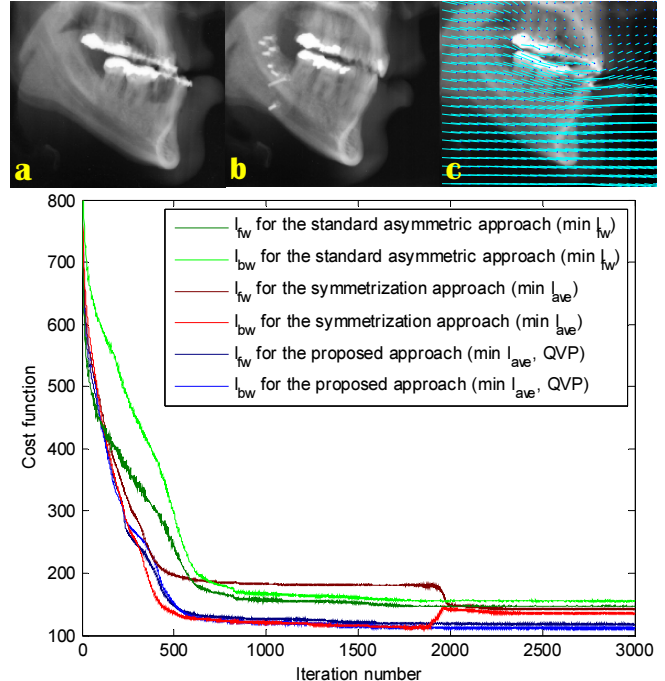 a
b
c
800
700
600
500
400
300
200
100
Cost function
I_fw for the standard asymmetric approach (min I_fw)
I_bw for the standard asymmetric approach (min I_fw)
I_fw for the symmetrization approach (min I_ave)
I_bw for the symmetrization approach (min I_ave)
I_fw for the proposed approach (min I_ave, QVP)
I_bw for the proposed approach (min I_ave, QVP)
0 500 1000 1500 2000 2500 3000
Iteration number